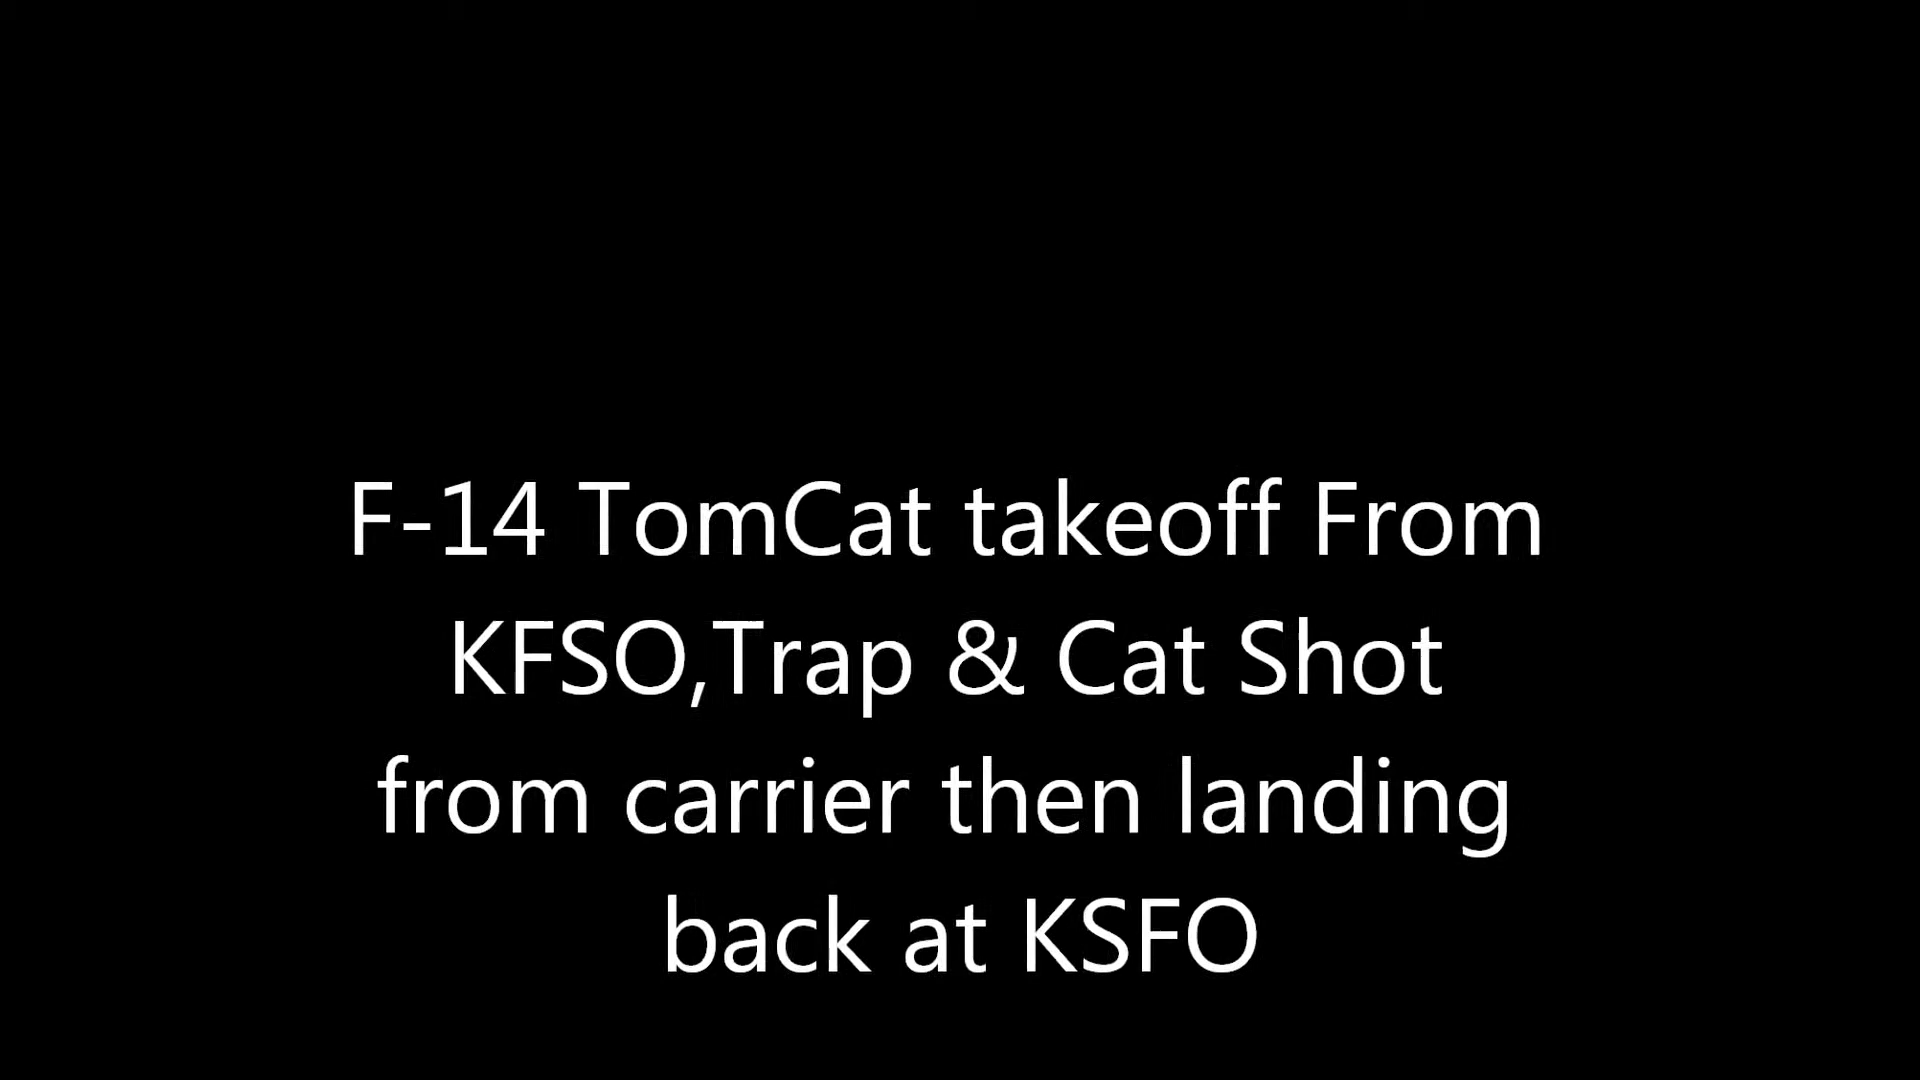 F-14 TomCat takeoff From
KFSO,Trap & Cat Shot
from carrier then landing
back at KSFO